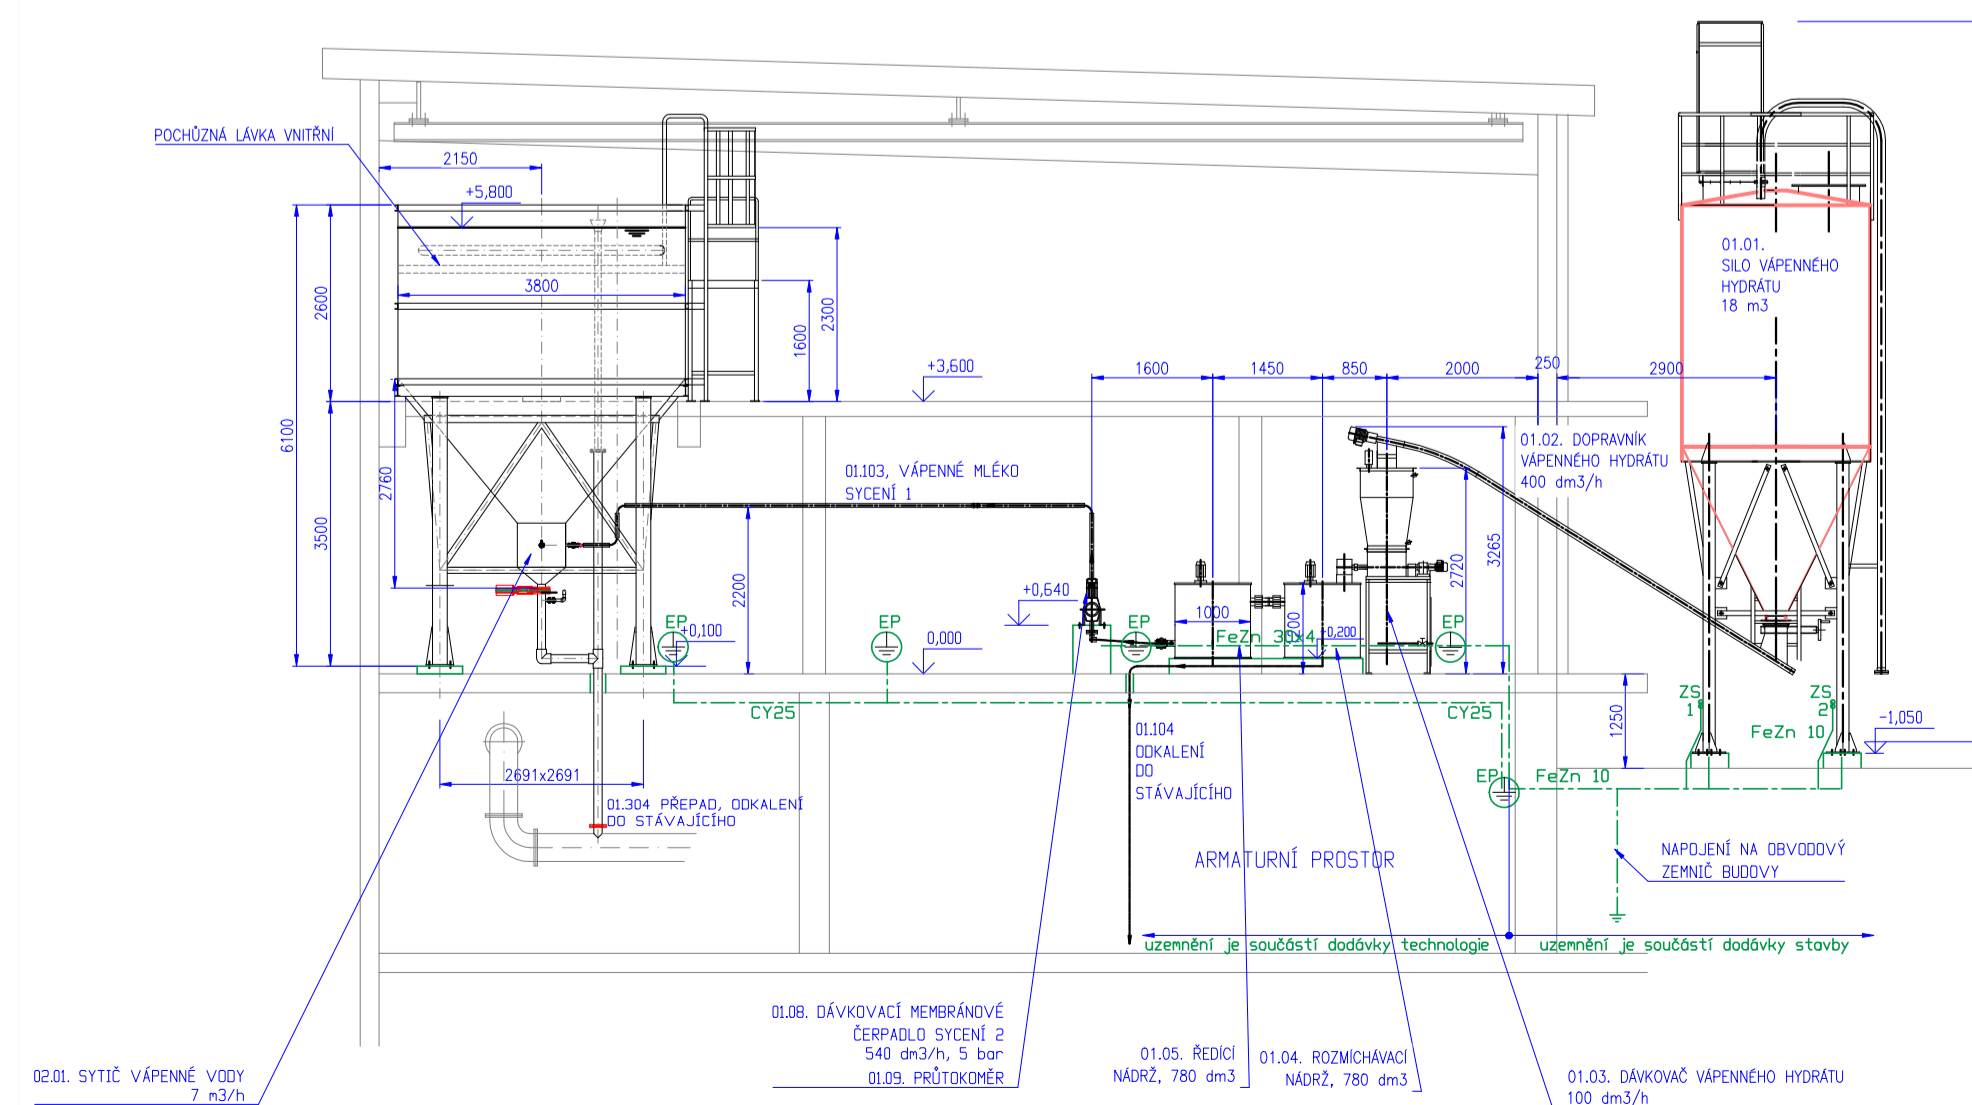 POCHŮZNÁ LÁVKA VNITŘNÍ
2150
+5,800
3800
2600
2300
1600
6100
3500
2760
01.01.
SILO VÁPENNÉHO
HYDRÁTU
18 m3
+3,600
1600
1450
850
2000
250
2900
01.02. DOPRAVNÍK
VÁPENNÉHO HYDRÁTU
400 dm3/h
01.103, VÁPENNÉ MLÉKO
SYCENÍ 1
2200
2720
3265
+0,640
1000
EP
+0,100
EP
0,000
EP
FeZn 30x4
+0,200
EP
CY25
CY25
1250
ZS
1
ZS
2
FeZn 10
-1,050
2691x2691
01.304 PŘEPAD, ODKALENÍ
DO STÁVAJÍCÍHO
01.104
ODKALENÍ
DO
STÁVAJÍCÍHO
EP
FeZn 10
ARMATURNÍ PROSTOR
NAPOJENÍ NA OBVODOVÝ
ZEMNIČ BUDOVY
uzemnění je součástí dodávky technologie
uzemnění je součástí dodávky stavby
01.08. DÁVKOVACÍ MEMBRÁNOVÉ
ČERPADLO SYCENÍ 2
540 dm3/h, 5 bar
01.09. PRŮTOKOMĚR
01.05. ŘEDÍCÍ
NÁDRŽ, 780 dm3
01.04. ROZMÍCHÁVACÍ
NÁDRŽ, 780 dm3
01.03. DÁVKOVAČ VÁPENNÉHO HYDRÁTU
100 dm3/h
02.01. SYTIČ VÁPENNÉ VODY
7 m3/h